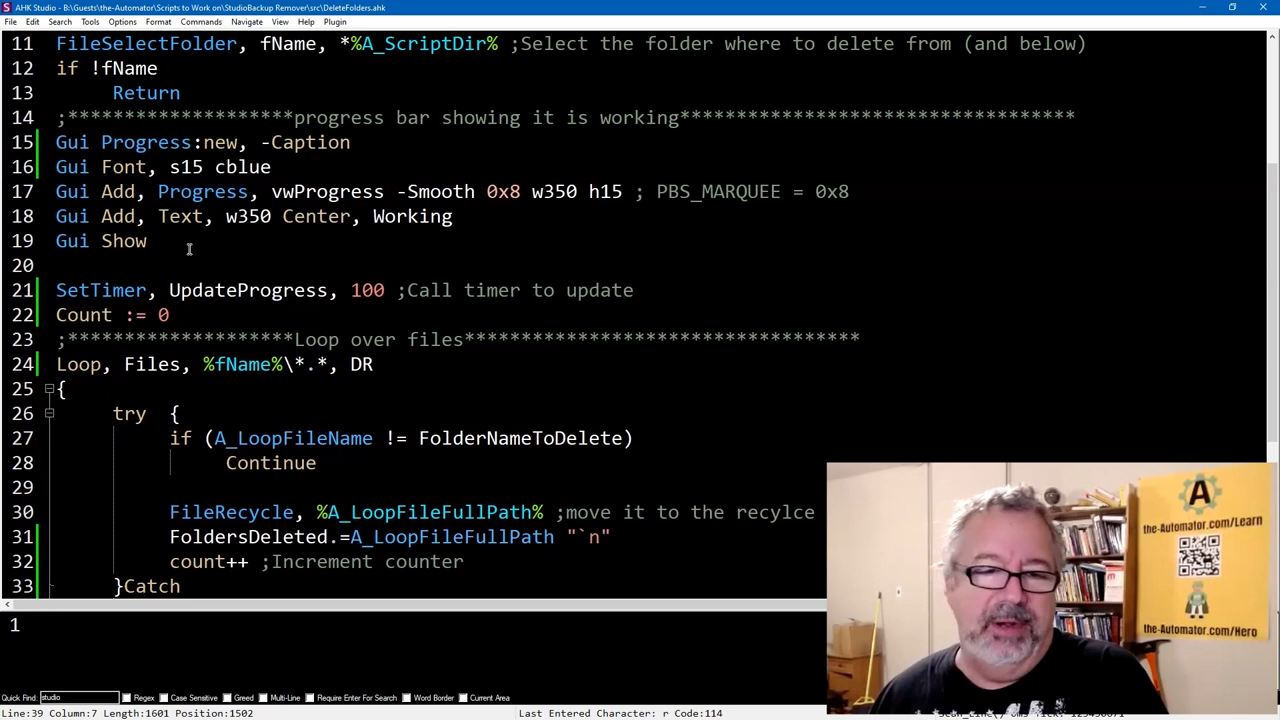 AHK Studio - B:\Guests\the-Automator\Scripts to Work on\StudioBackup Remover\src\DeleteFolders.ahk
File Edit Search Tools Options Format Commands Navigate View Help Plugin
11 FileSelectFolder, fName, *%A_ScriptDir% ;Select the folder where to delete from (and below)
12 if !fName
13 Return
14 ;********************progress bar showing it is working***********************************
15 Gui Progress:new, -Caption
16 Gui Font, s15 cblue
17 Gui Add, Progress, vwProgress -Smooth 0x8 w350 h15 ; PBS_MARQUEE = 0x8
18 Gui Add, Text, w350 Center, Working
19 Gui Show
20
21 SetTimer, UpdateProgress, 100 ;Call timer to update
22 Count := 0
23 ;********************Loop over files***********************************
24 Loop, Files, %fName%\*.*, DR
25 {
26 try {
27 if (A_LoopFileName != FolderNameToDelete)
28 Continue
29
30 FileRecycle, %A_LoopFileFullPath% ;move it to the recylce
31 FoldersDeleted.=A_LoopFileFullPath "`n"
32 count++ ;Increment counter
33 }Catch
1
A
the-Automator.com/Learn
the-Automator.com/Hero
Quick Find: studio Regex Case Sensitive Greed Multi-Line Require Enter For Search Word Border Current Area
Line:39 Column:7 Length:1601 Position:1502 Last Entered Character: r Code:114